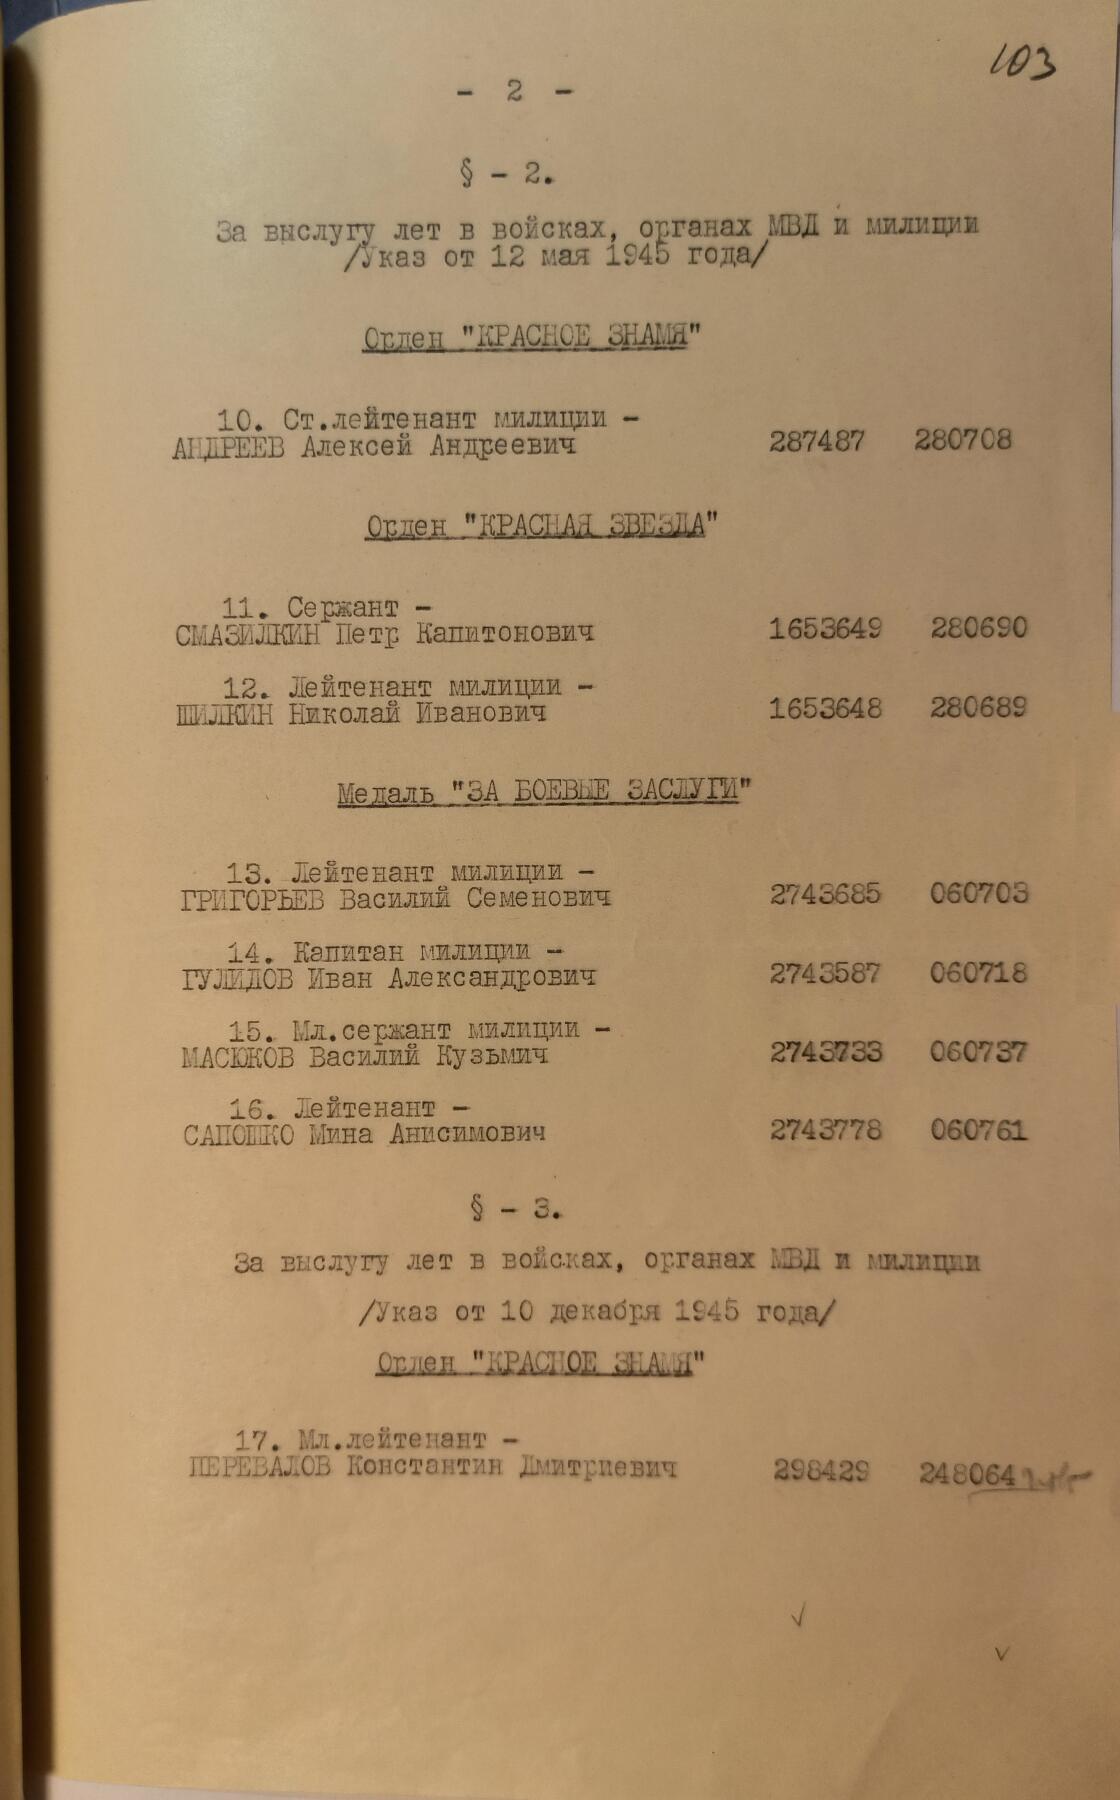 103
- 2 -
§ - 2.
За выслугу лет в войсках, органах МВД и милиции
/Указ от 12 мая 1945 года/
Орден "КРАСНОЕ ЗНАМЯ"
10. Ст.лейтенант милиции -
АНДРЕЕВ Алексей Андреевич 287487 280708
Орден "КРАСНАЯ ЗВЕЗДА"
11. Сержант -
СМАЗИЛКИН Петр Капитонович 1653649 280690
12. Лейтенант милиции -
ШИЛКИН Николай Иванович 1653648 280689
Медаль "ЗА БОЕВЫЕ ЗАСЛУГИ"
13. Лейтенант милиции -
ГРИГОРЬЕВ Василий Семенович 2743685 060703
14. Капитан милиции -
ГУЛИДОВ Иван Александрович 2743587 060718
15. Мл.сержант милиции -
МАСЮКОВ Василий Кузьмич 2743733 060737
16. Лейтенант -
САПОШКО Мина Анисимович 2743778 060761
§ - 3.
За выслугу лет в войсках, органах МВД и милиции
/Указ от 10 декабря 1945 года/
Орден "КРАСНОЕ ЗНАМЯ"
17. Мл.лейтенант -
ПЕРЕВАЛОВ Константин Дмитриевич 298429 248064